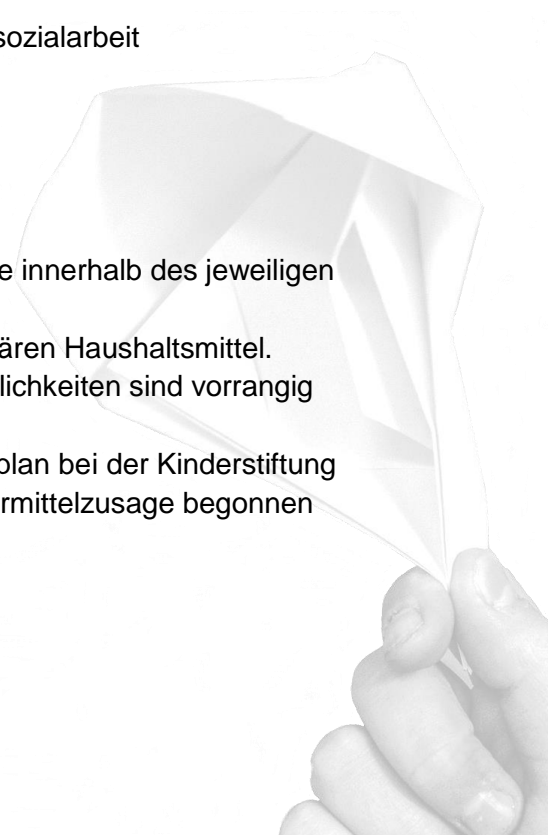 sozialarbeit
e innerhalb des jeweiligen
ären Haushaltsmittel.
lichkeiten sind vorrangig
plan bei der Kinderstiftung
rmittelzusage begonnen